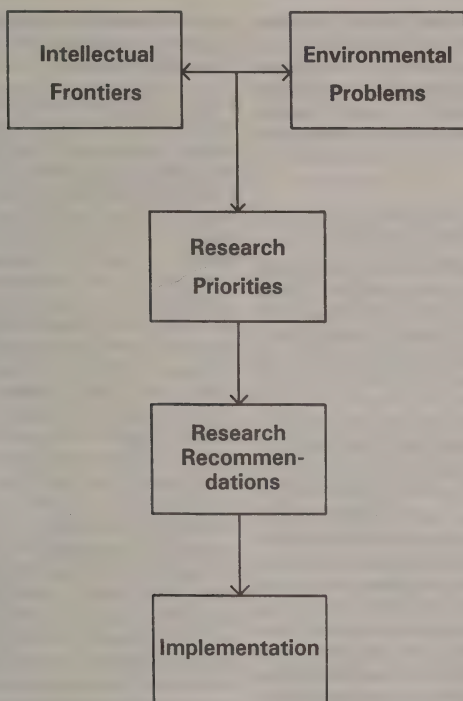 Intellectual
Frontiers
Environmental
Problems
Research
Priorities
Research
Recommen-
dations
Implementation